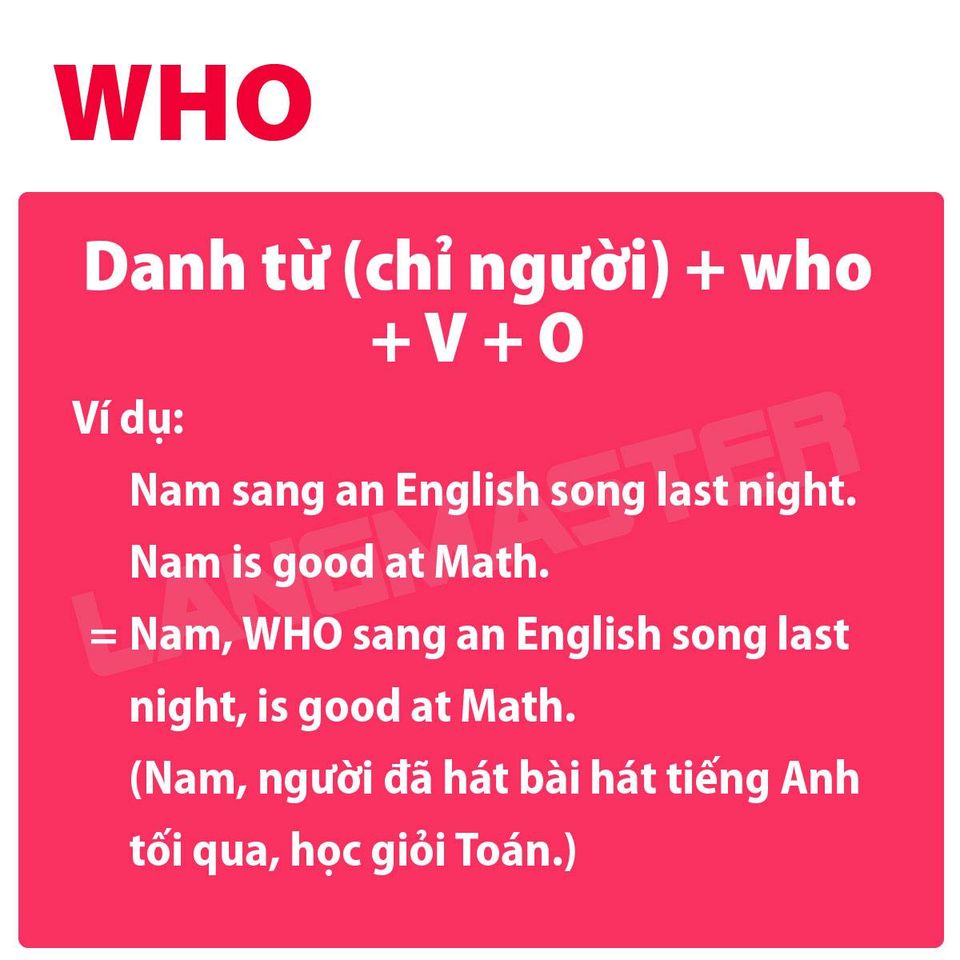 WHO
Danh từ (chỉ người) + who
+ V + O
Ví dụ:
Nam sang an English song last night.
Nam is good at Math.
= Nam, WHO sang an English song last
night, is good at Math.
(Nam, người đã hát bài hát tiếng Anh
tối qua, học giỏi Toán.)
LANGMASTER